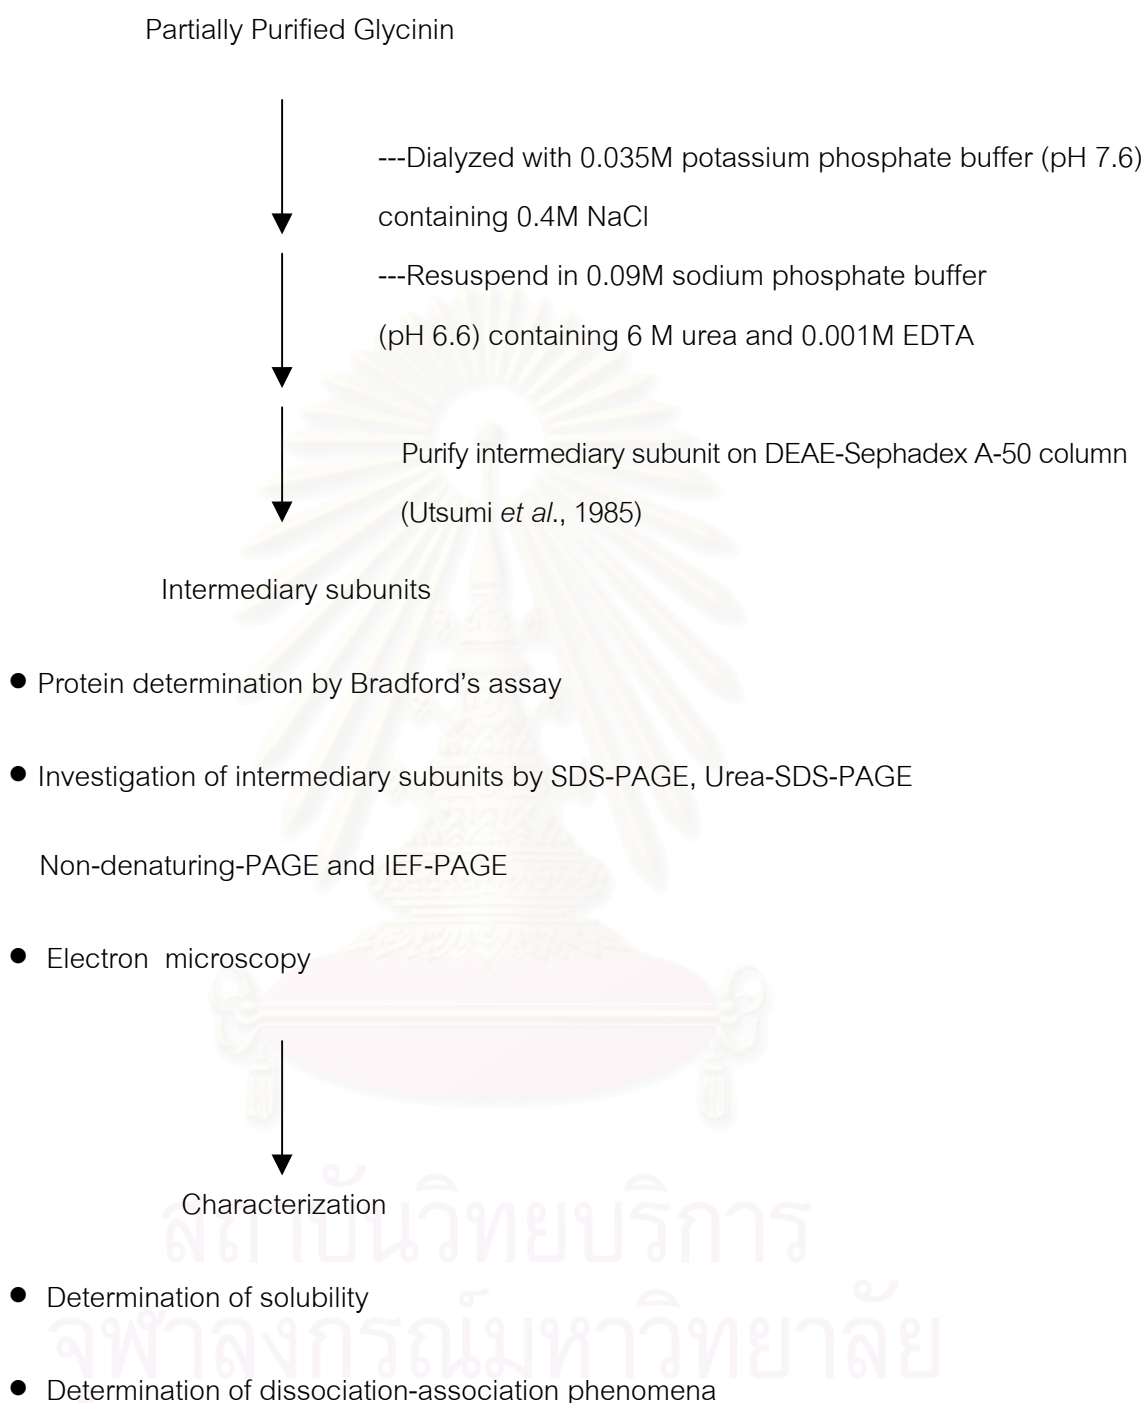 Partially Purified Glycinin
---Dialyzed with 0.035M potassium phosphate buffer (pH 7.6)
containing 0.4M NaCl
---Resuspend in 0.09M sodium phosphate buffer
(pH 6.6) containing 6 M urea and 0.001M EDTA
Purify intermediary subunit on DEAE-Sephadex A-50 column
(Utsumi et al., 1985)
Intermediary subunits
● Protein determination by Bradford's assay
● Investigation of intermediary subunits by SDS-PAGE, Urea-SDS-PAGE
Non-denaturing-PAGE and IEF-PAGE
● Electron microscopy
Characterization
สถาบันวิทยบริการ
● Determination of solubility
จุฬาลงกรณ์มหาวิทยาลัย
● Determination of dissociation-association phenomena